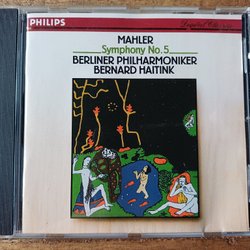 PHILIPS
MAHLER
Symphony No.5
BERLINER PHILHARMONIKER
BERNARD HAITINK